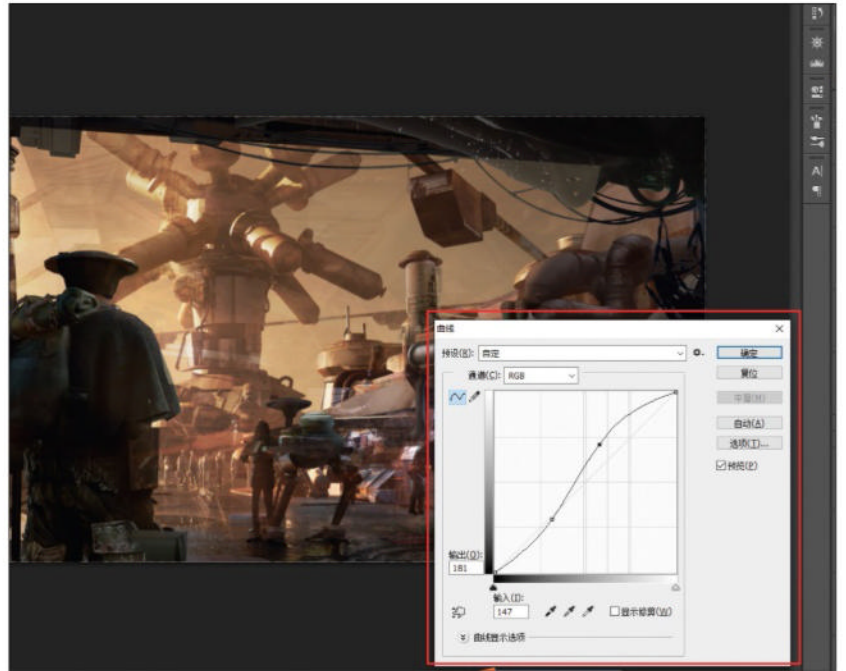 曲线
预设(R): 自定
确定
通道(C): RGB
复位
平滑(M)
自动(A)
选项(T)...
预览(P)
输出(O):
181
输入(I):
147
显示修剪(W)
曲线显示选项
A